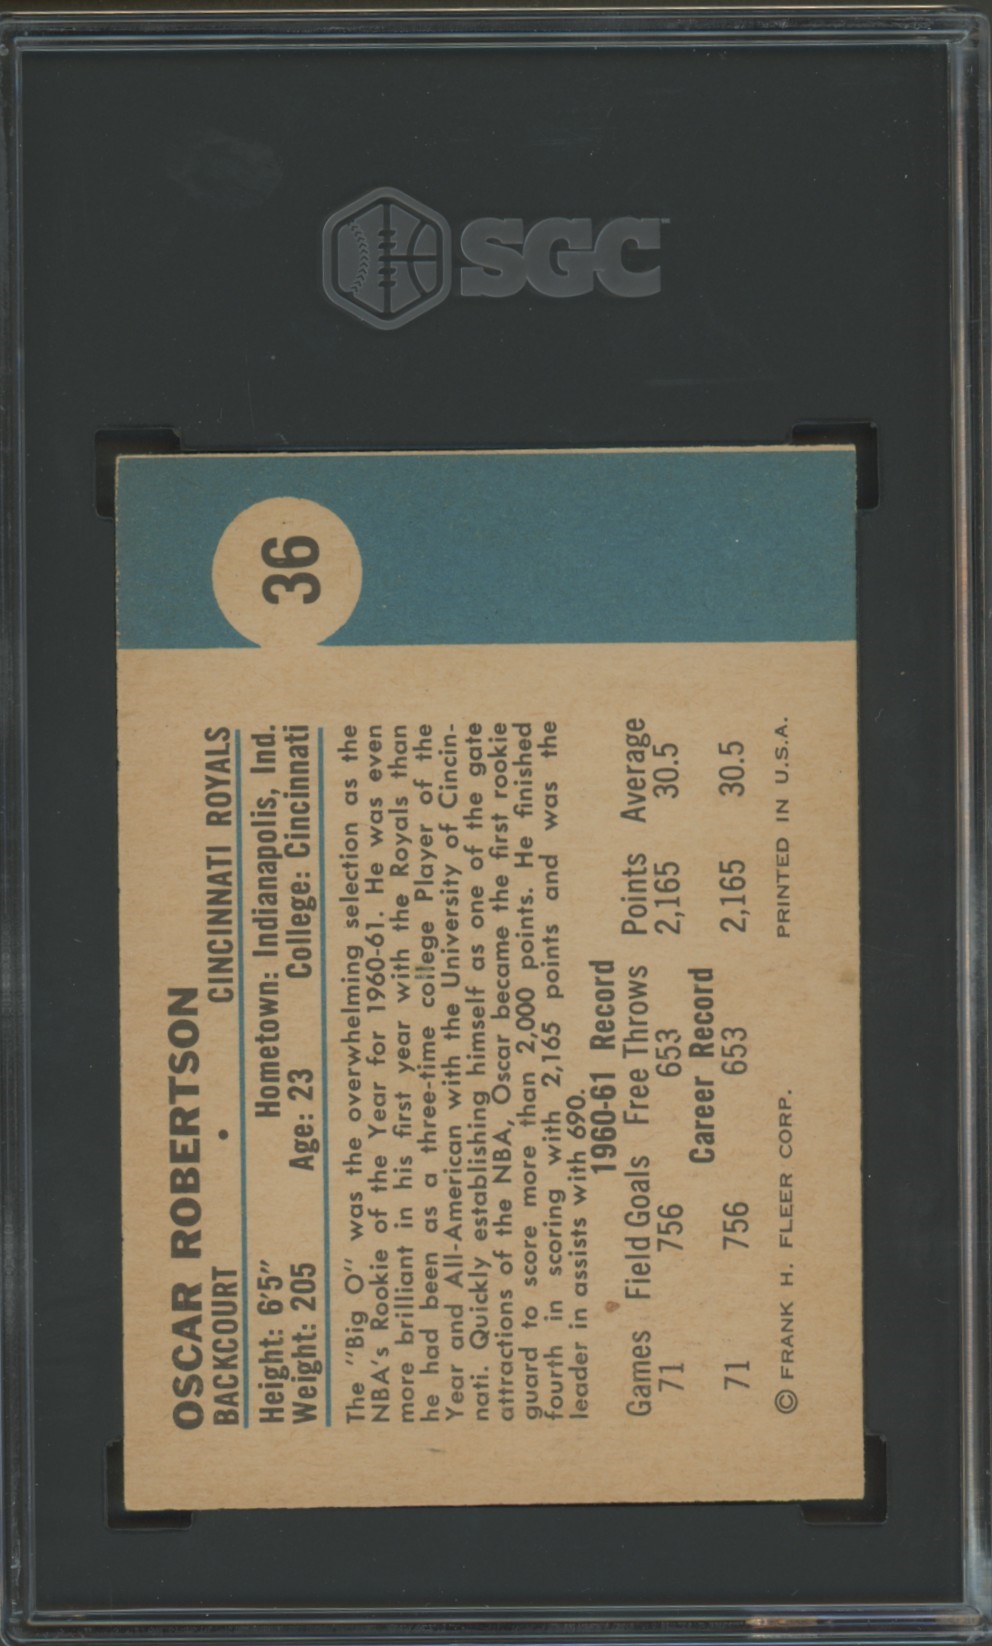 SGC
36
OSCAR ROBERTSON
BACKCOURT • CINCINNATI ROYALS
Height: 6'5" Hometown: Indianapolis, Ind.
Weight: 205 Age: 23 College: Cincinnati
The "Big O" was the overwhelming selection as the
NBA's Rookie of the Year for 1960-61. He was even
more brilliant in his first year with the Royals than
he had been as a three-time college Player of the
Year and All-American with the University of Cincin-
nati. Quickly establishing himself as one of the gate
attractions of the NBA, Oscar became the first rookie
guard to score more than 2,000 points. He finished
fourth in scoring with 2,165 points and was the
leader in assists with 690.
1960-61 Record
Games Field Goals Free Throws Points Average
71 756 653 2,165 30.5
Career Record
71 756 653 2,165 30.5
© FRANK H. FLEER CORP. PRINTED IN U.S.A.